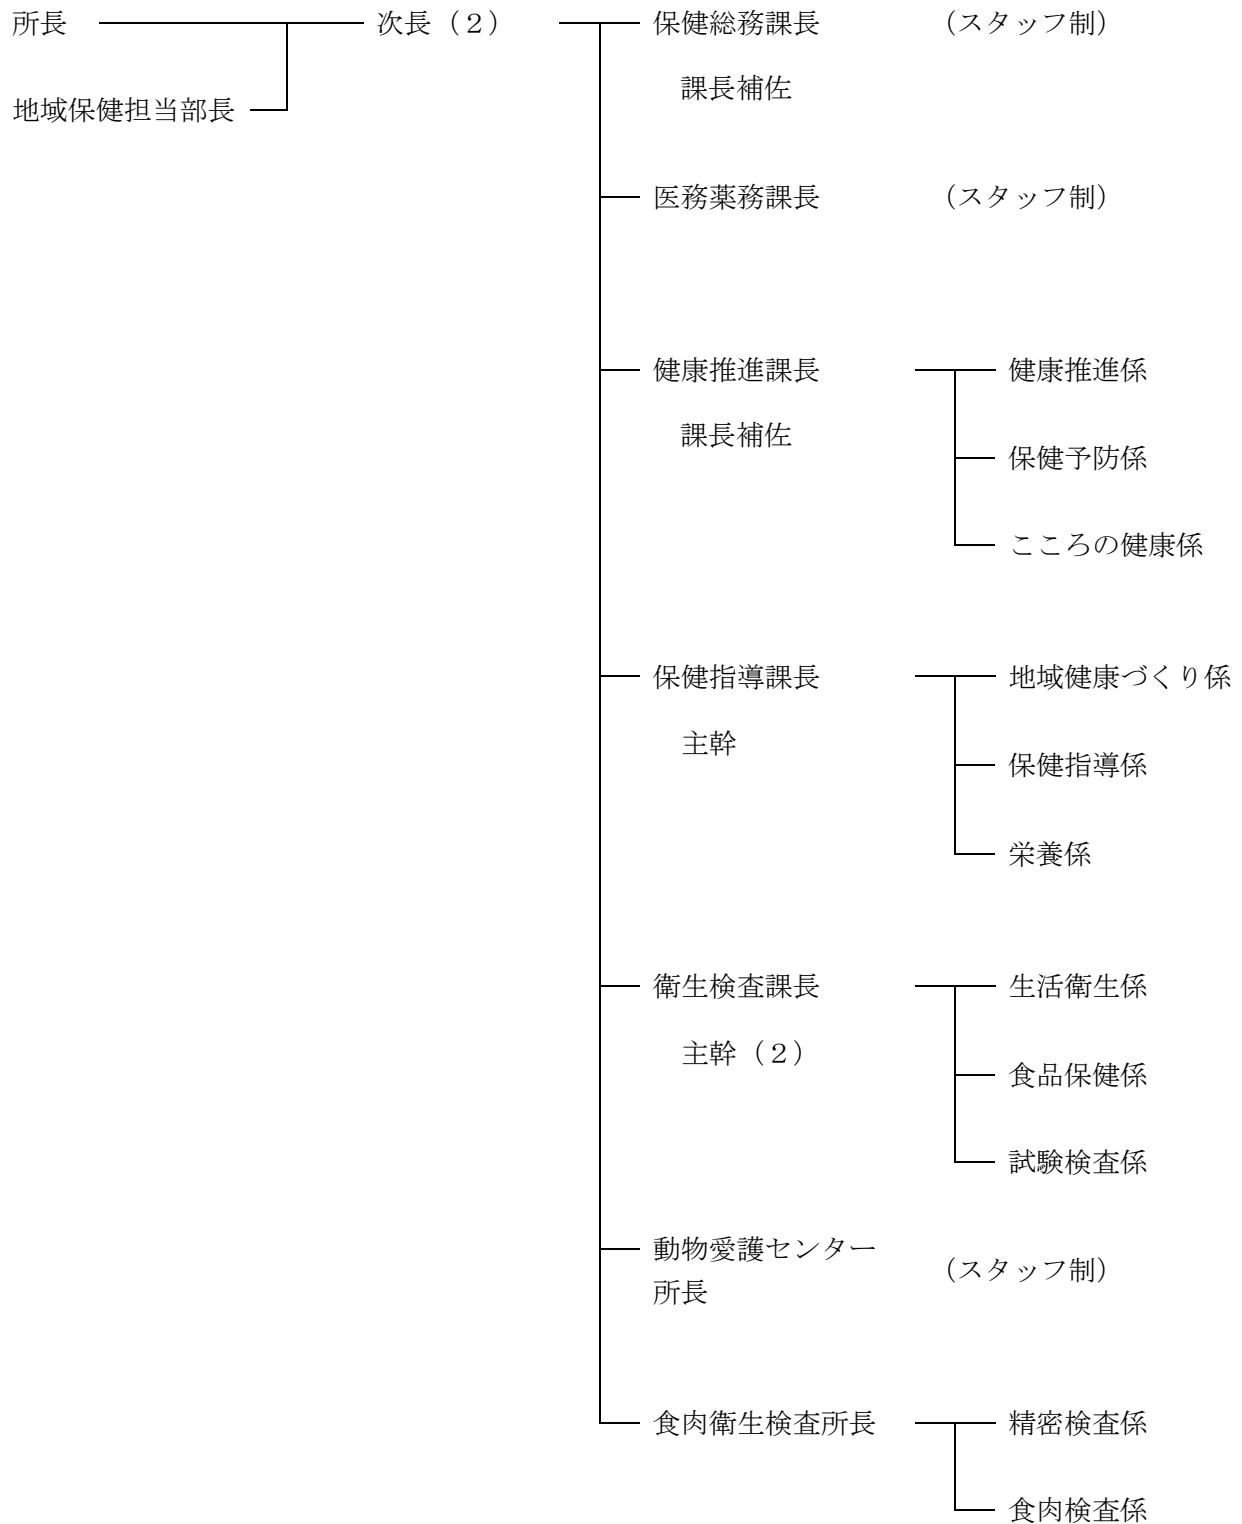 所長
次長（２）
保健総務課長
（スタッフ制）
課長補佐
地域保健担当部長
医務薬務課長
（スタッフ制）
健康推進課長
健康推進係
課長補佐
保健予防係
こころの健康係
保健指導課長
地域健康づくり係
主幹
保健指導係
栄養係
衛生検査課長
生活衛生係
主幹（２）
食品保健係
試験検査係
動物愛護センター
所長
（スタッフ制）
食肉衛生検査所長
精密検査係
食肉検査係